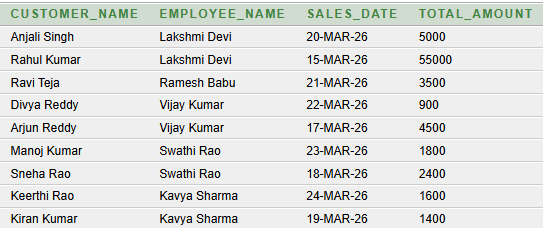 CUSTOMER_NAME EMPLOYEE_NAME SALES_DATE TOTAL_AMOUNT
Anjali Singh Lakshmi Devi 20-MAR-26 5000
Rahul Kumar Lakshmi Devi 15-MAR-26 55000
Ravi Teja Ramesh Babu 21-MAR-26 3500
Divya Reddy Vijay Kumar 22-MAR-26 900
Arjun Reddy Vijay Kumar 17-MAR-26 4500
Manoj Kumar Swathi Rao 23-MAR-26 1800
Sneha Rao Swathi Rao 18-MAR-26 2400
Keerthi Rao Kavya Sharma 24-MAR-26 1600
Kiran Kumar Kavya Sharma 19-MAR-26 1400